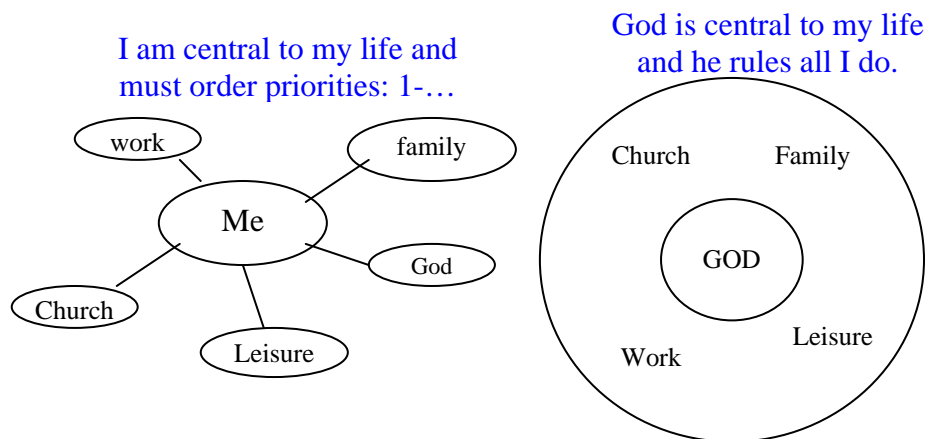 I am central to my life and
must order priorities: 1-…
work
family
Me
God
Church
Leisure
God is central to my life
and he rules all I do.
Church
Family
GOD
Work
Leisure